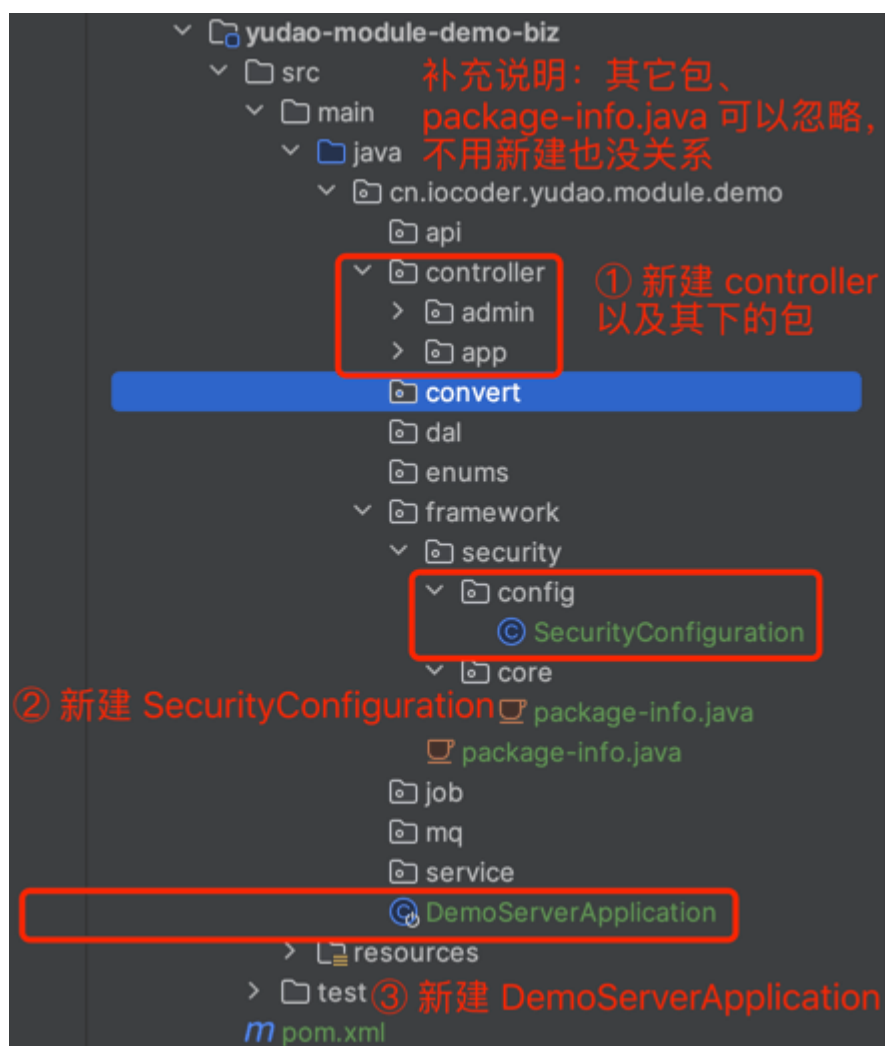 yudao-module-demo-biz
src
补充说明：其它包、
main
package-info.java 可以忽略，
java
不用新建也没关系
cn.iocoder.yudao.module.demo
api
controller
① 新建 controller
admin
以及其下的包
app
convert
dal
enums
framework
security
config
SecurityConfiguration
core
② 新建 SecurityConfiguration
package-info.java
package-info.java
job
mq
service
DemoServerApplication
resources
test
③ 新建 DemoServerApplication
pom.xml